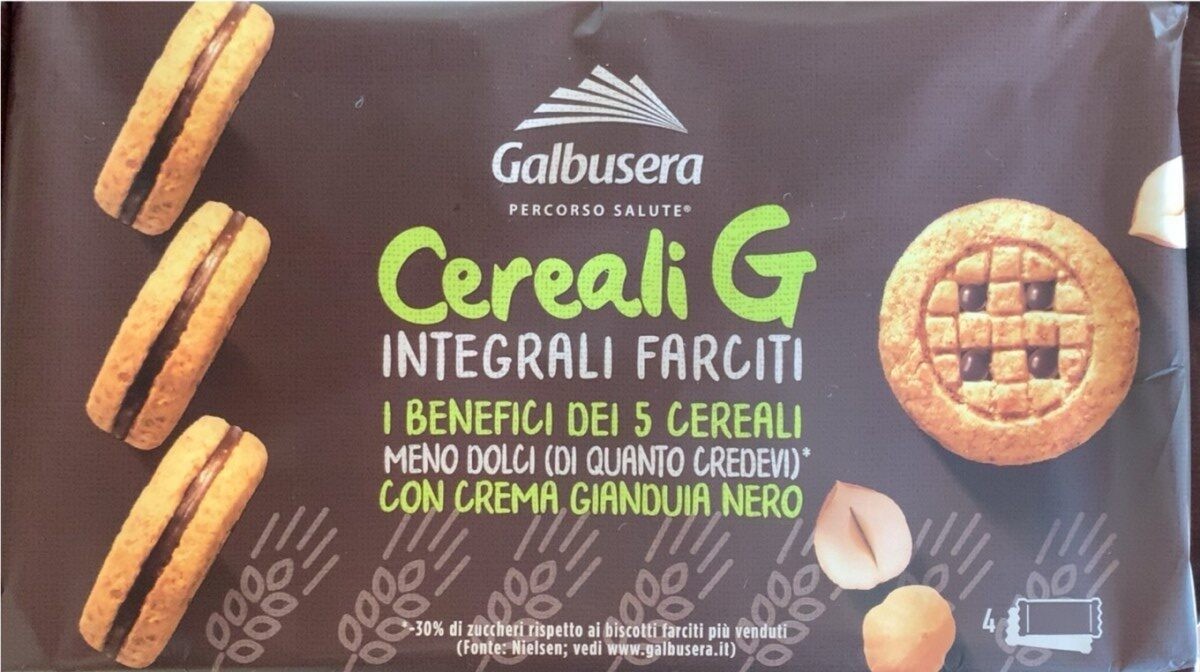 Galbusera
PERCORSO SALUTE®
Cereali G
INTEGRALI FARCITI
I BENEFICI DEI 5 CEREALI
MENO DOLCI (DI QUANTO CREDEVI)*
CON CREMA GIANDUIA NERO
*-30% di zuccheri rispetto ai biscotti farciti più venduti
(Fonte: Nielsen; vedi www.galbusera.it)
4